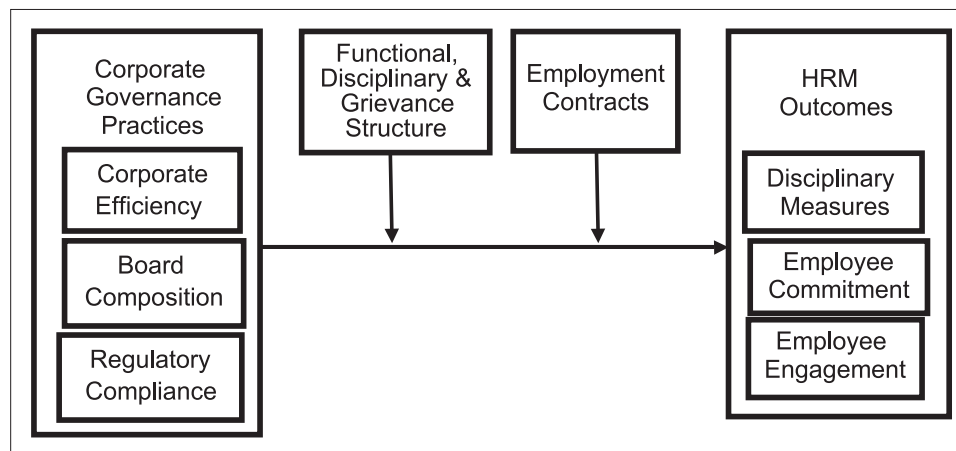 Corporate
Governance
Practices
Corporate
Efficiency
Board
Composition
Regulatory
Compliance
Functional,
Disciplinary &
Grievance
Structure
Employment
Contracts
HRM
Outcomes
Disciplinary
Measures
Employee
Commitment
Employee
Engagement